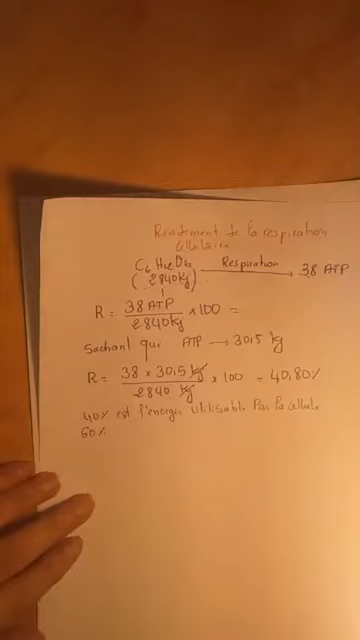 Rendement de la respiration
cellulaire
C6 H12 O6 Respiration → 38 ATP
(2840kj)
R = 38 ATP / 2840kj × 100 =
Sachant que ATP → 30,5 kj
R = 38 × 30,5 kj / 2840 kj × 100 = 40,80%
40% est l'énergie utilisable Par la cellule
60%